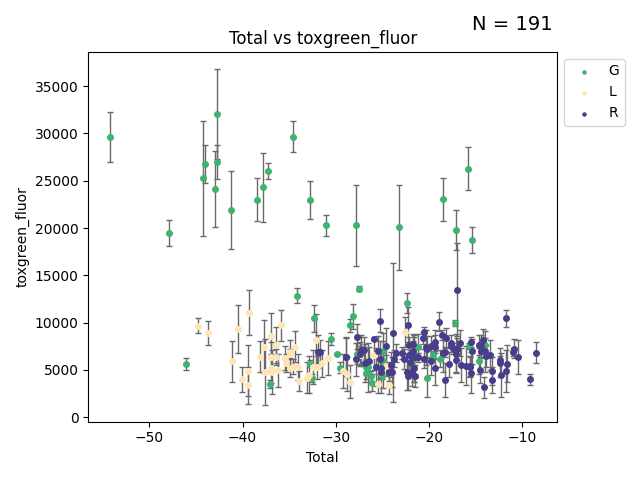 N = 191
Total vs toxgreen_fluor
G
L
R
35000
30000
25000
20000
15000
10000
5000
0
toxgreen_fluor
−50
−40
−30
−20
−10
Total